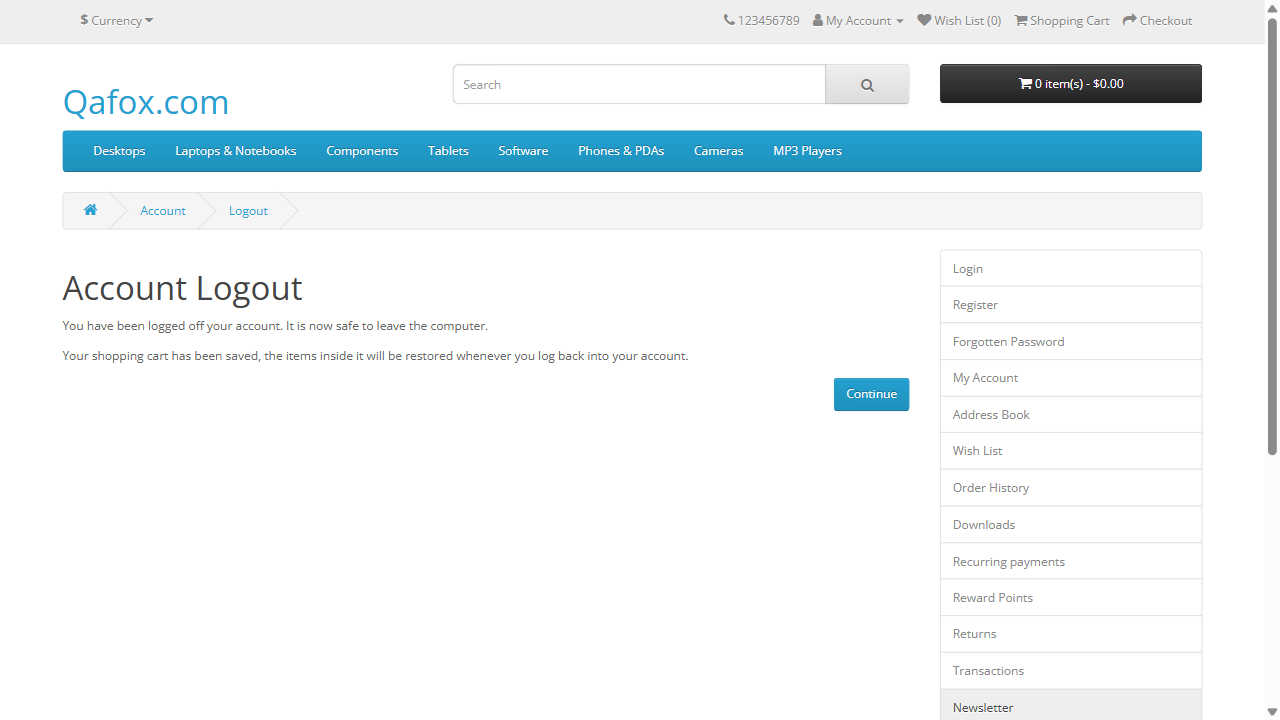 $ Currency
123456789
My Account
Wish List (0)
Shopping Cart
Checkout
Qafox.com
Search
0 item(s) - $0.00
Desktops
Laptops & Notebooks
Components
Tablets
Software
Phones & PDAs
Cameras
MP3 Players
Account
Logout
Account Logout
You have been logged off your account. It is now safe to leave the computer.
Your shopping cart has been saved, the items inside it will be restored whenever you log back into your account.
Continue
Login
Register
Forgotten Password
My Account
Address Book
Wish List
Order History
Downloads
Recurring payments
Reward Points
Returns
Transactions
Newsletter